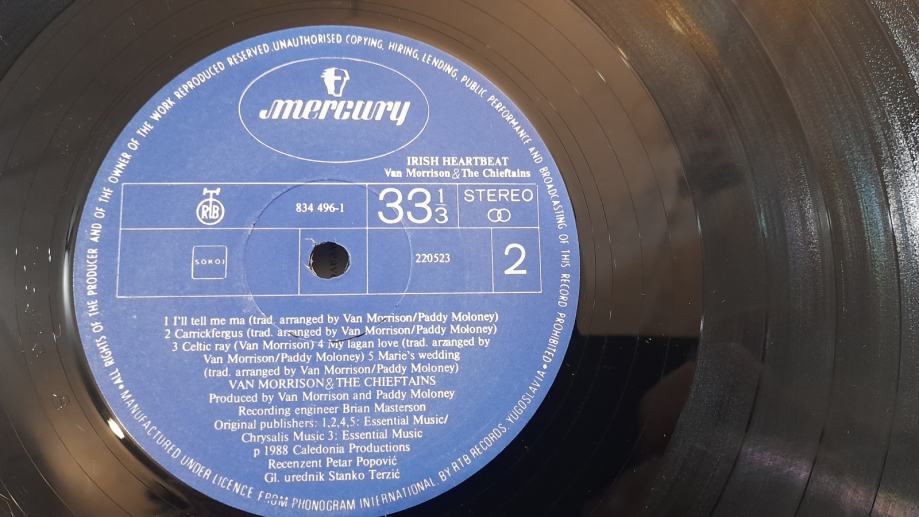 ALL RIGHTS OF THE PRODUCER AND OF THE OWNER OF THE WORK REPRODUCED RESERVED. UNAUTHORISED COPYING, HIRING, LENDING, PUBLIC PERFORMANCE AND BROADCASTING OF THIS RECORD PROHIBITED.
mercury
IRISH HEARTBEAT
Van Morrison & The Chieftains
RTB
834 496-1
33 1/3
STEREO
SOKOJ
220523
2
1 I'll tell me ma (trad. arranged by Van Morrison/Paddy Moloney)
2 Carrickfergus (trad. arranged by Van Morrison/Paddy Moloney)
3 Celtic ray (Van Morrison) 4 My lagan love (trad. arranged by
Van Morrison/Paddy Moloney) 5 Marie's wedding
(trad. arranged by Van Morrison/Paddy Moloney)
VAN MORRISON & THE CHIEFTAINS
Produced by Van Morrison and Paddy Moloney
Recording engineer Brian Masterson
Original publishers: 1,2,4,5: Essential Music/
Chrysalis Music 3: Essential Music
p 1988 Caledonia Productions
Recenzent Petar Popović
Gl. urednik Stanko Terzić
• MANUFACTURED UNDER LICENCE FROM PHONOGRAM INTERNATIONAL BY RTB RECORDS YUGOSLAVIA •